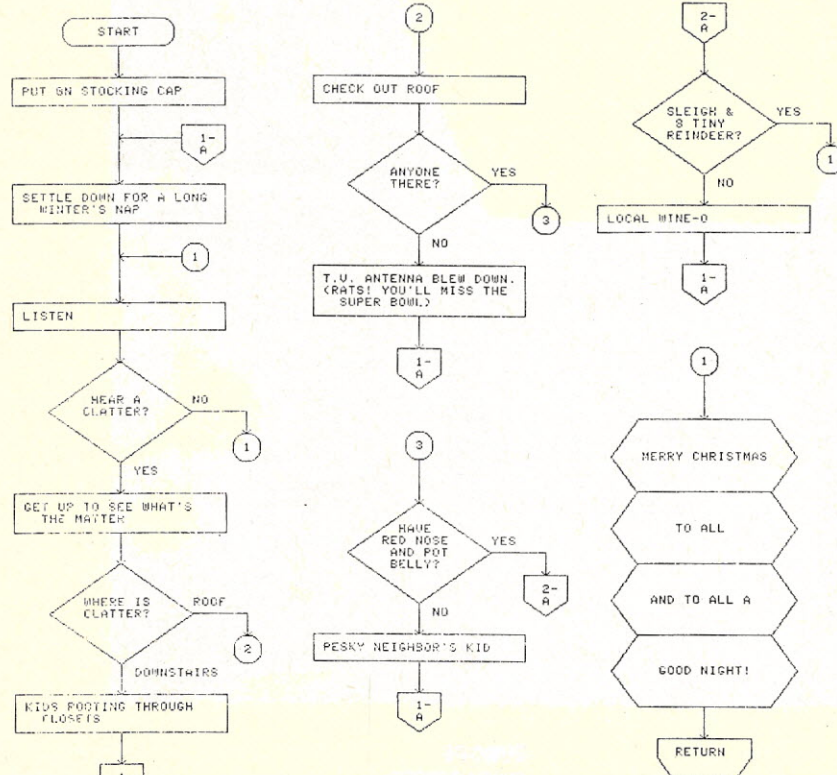 START
PUT ON STOCKING CAP
1-
A
SETTLE DOWN FOR A LONG
WINTER'S NAP
1
LISTEN
HEAR A
CLATTER?
NO
1
YES
GET UP TO SEE WHAT'S
THE MATTER
WHERE IS
CLATTER?
ROOF
2
DOWNSTAIRS
KIDS ROOTING THROUGH
CLOSETS
2
CHECK OUT ROOF
ANYONE
THERE?
YES
3
NO
T.V. ANTENNA BLEW DOWN.
(RATS! YOU'LL MISS THE
SUPER BOWL)
1-
A
3
HAVE
RED NOSE
AND POT
BELLY?
YES
2-
A
NO
PESKY NEIGHBOR'S KID
1-
A
2-
A
SLEIGH &
8 TINY
REINDEER?
YES
1
NO
LOCAL WINE-O
1-
A
1
MERRY CHRISTMAS
TO ALL
AND TO ALL A
GOOD NIGHT!
RETURN